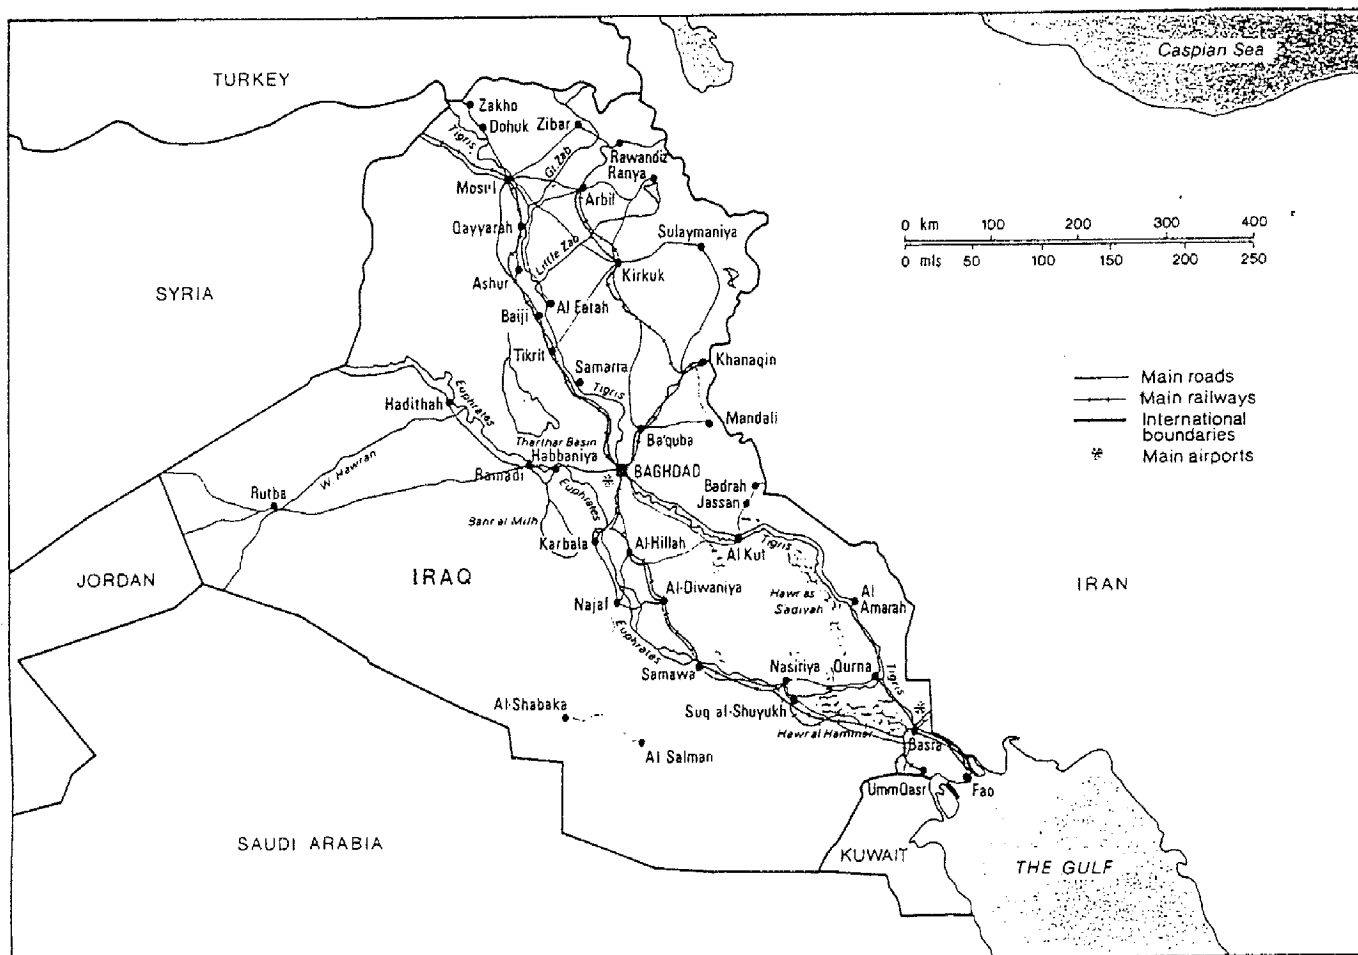 Caspian Sea
TURKEY
Zakho
Dohuk
Zibar
Tigris
Gt. Zab
Rawandiz
Ranya
Mosul
Arbil
0 km 100 200 300 400
0 mls 50 100 150 200 250
Qayyarah
Sulaymaniya
Little Zab
Kirkuk
Ashur
SYRIA
Al Fatah
Baiji
Tikrit
Samarra
Khanaqin
Tigris
Main roads
Main railways
International
boundaries
Main airports
Euphrates
Hadithah
Mandali
Ba'quba
Tharthar Basin
Habbaniya
BAGHDAD
W. Hawran
Ramadi
Badrah
Jassan
Rutba
Euphrates
Bahr al Milh
Karbala
Al-Hillah
Al Kut
Tigris
JORDAN
IRAQ
IRAN
Al-Diwaniya
Hawr as
Sadiyah
Al
Amarah
Najaf
Euphrates
Samawa
Nasiriya
Qurna
Tigris
Al-Shabaka
Suq al-Shuyukh
Hawr al Hammar
Basra
Al Salman
Umm Qasr
Fao
SAUDI ARABIA
KUWAIT
THE GULF